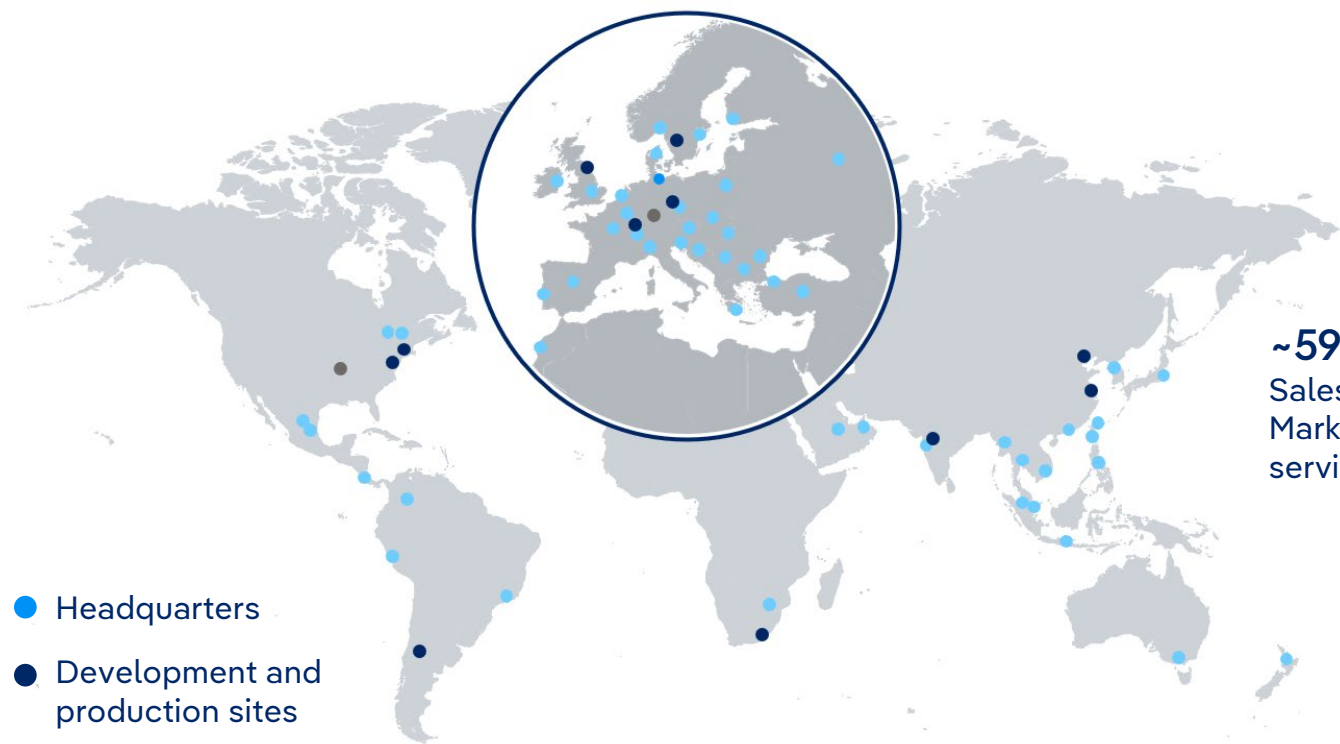 ~59
Sales
Mark
servi
Headquarters
Development and
production sites